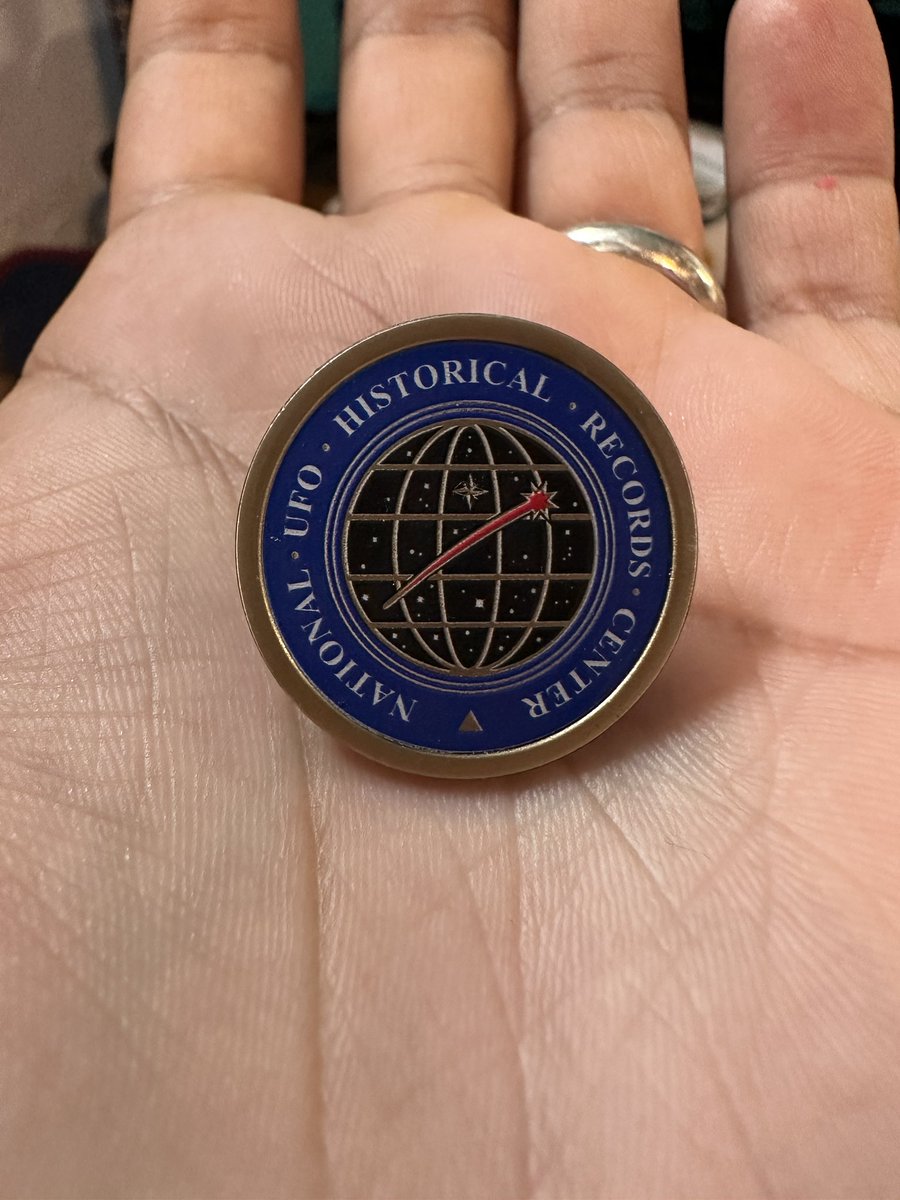 NATIONAL · UFO · HISTORICAL · RECORDS · CENTER